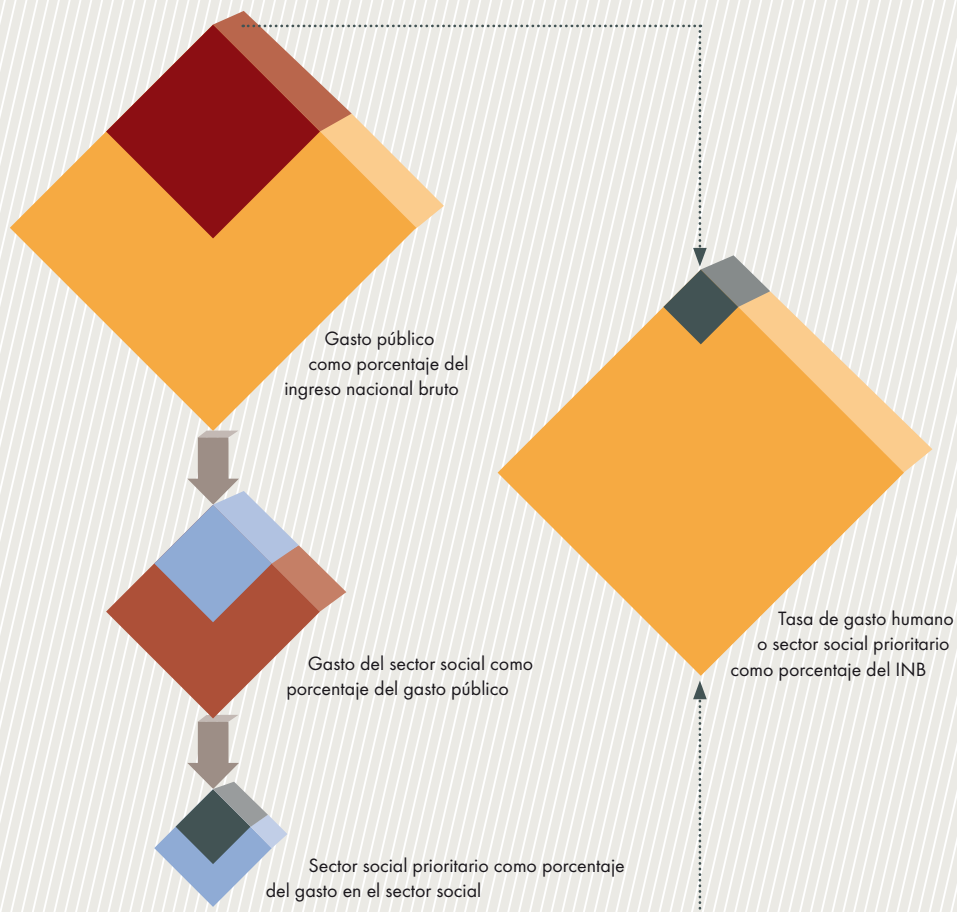 Gasto público
como porcentaje del
ingreso nacional bruto
Gasto del sector social como
porcentaje del gasto público
Sector social prioritario como porcentaje
del gasto en el sector social
Tasa de gasto humano
o sector social prioritario
como porcentaje del INB